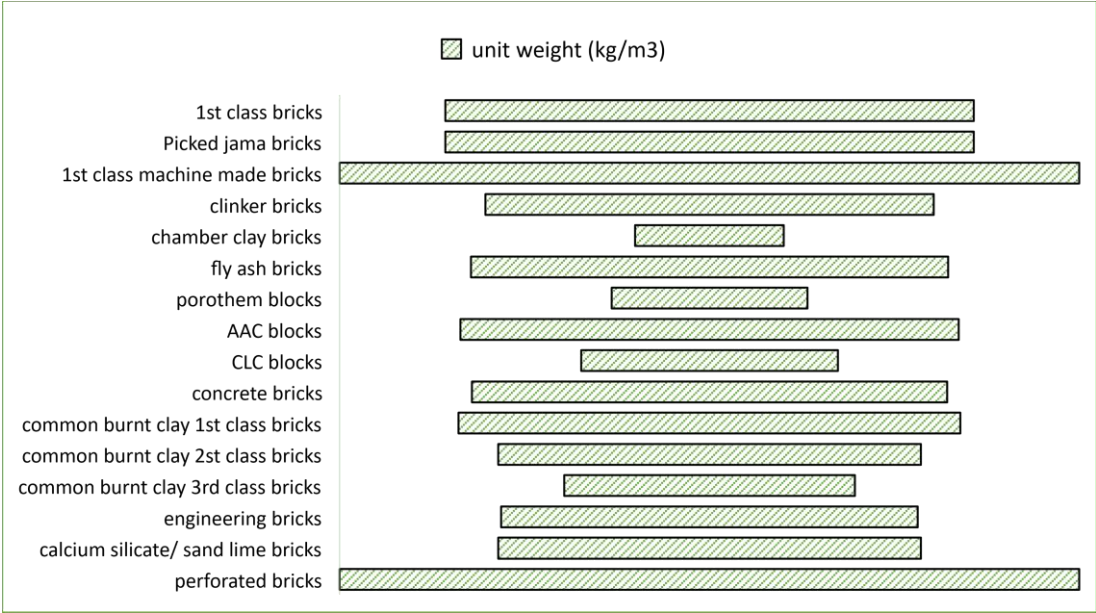 unit weight (kg/m3)
1st class bricks
Picked jama bricks
1st class machine made bricks
clinker bricks
chamber clay bricks
fly ash bricks
porothem blocks
AAC blocks
CLC blocks
concrete bricks
common burnt clay 1st class bricks
common burnt clay 2st class bricks
common burnt clay 3rd class bricks
engineering bricks
calcium silicate/ sand lime bricks
perforated bricks